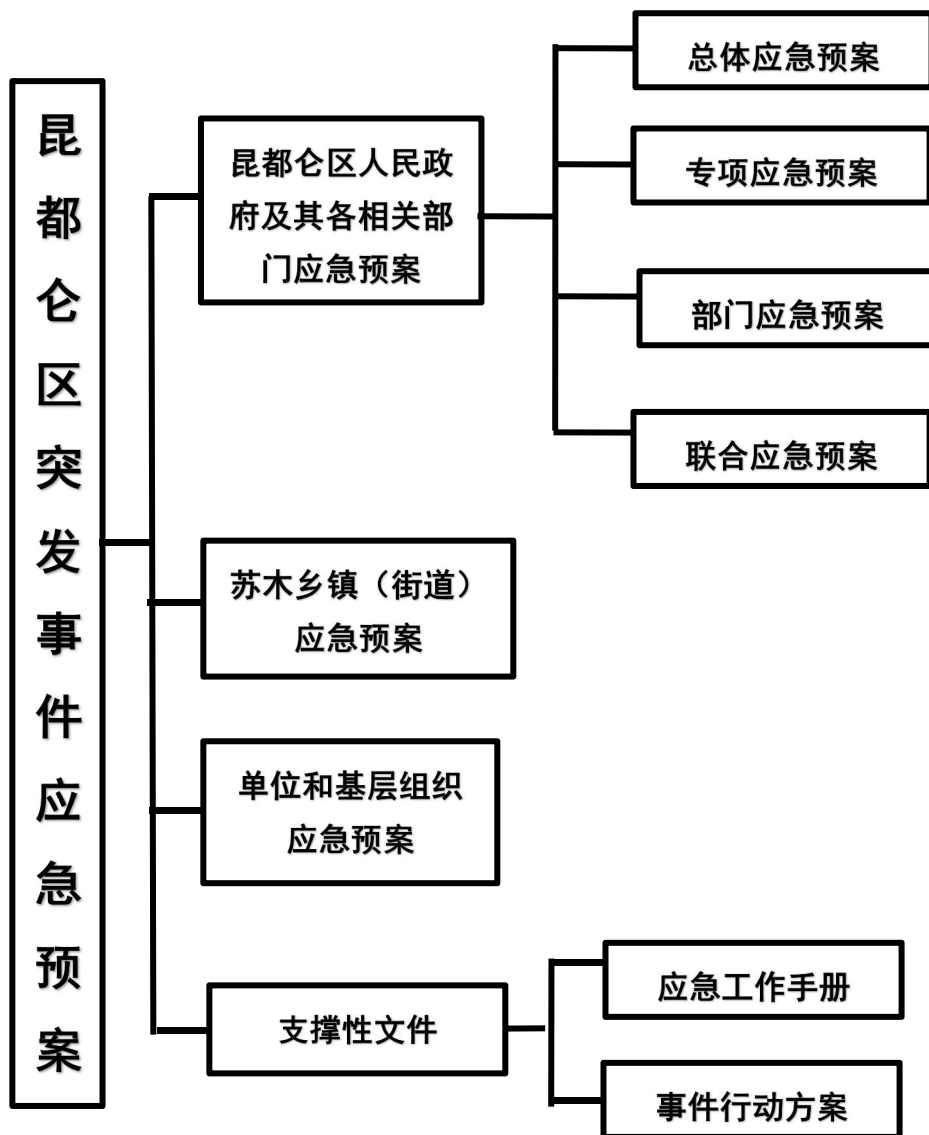 昆都仑区突发事件应急预案
昆都仑区人民政
府及其各相关部
门应急预案
总体应急预案
专项应急预案
部门应急预案
联合应急预案
苏木乡镇（街道）
应急预案
单位和基层组织
应急预案
支撑性文件
应急工作手册
事件行动方案